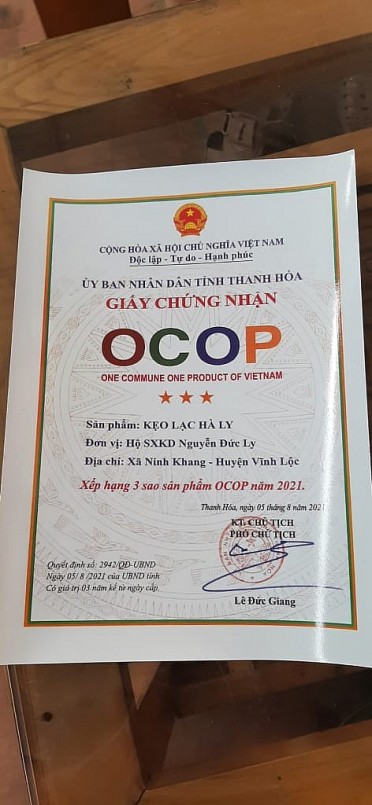 CỘNG HÒA XÃ HỘI CHỦ NGHĨA VIỆT NAM
Độc lập - Tự do - Hạnh phúc
ỦY BAN NHÂN DÂN TỈNH THANH HÓA
GIẤY CHỨNG NHẬN
OCOP
ONE COMMUNE ONE PRODUCT OF VIETNAM
Sản phẩm: KẸO LẠC HÀ LY
Đơn vị: Hộ SXKD Nguyễn Đức Ly
Địa chỉ: Xã Ninh Khang - Huyện Vĩnh Lộc
Xếp hạng 3 sao sản phẩm OCOP năm 2021.
Thanh Hóa, ngày 05 tháng 8 năm 2021
KT. CHỦ TỊCH
PHÓ CHỦ TỊCH
Quyết định số: 2942/QĐ-UBND
Ngày 05/ 8 /2021 của UBND tỉnh
Có giá trị 03 năm kể từ ngày cấp.
Lê Đức Giang